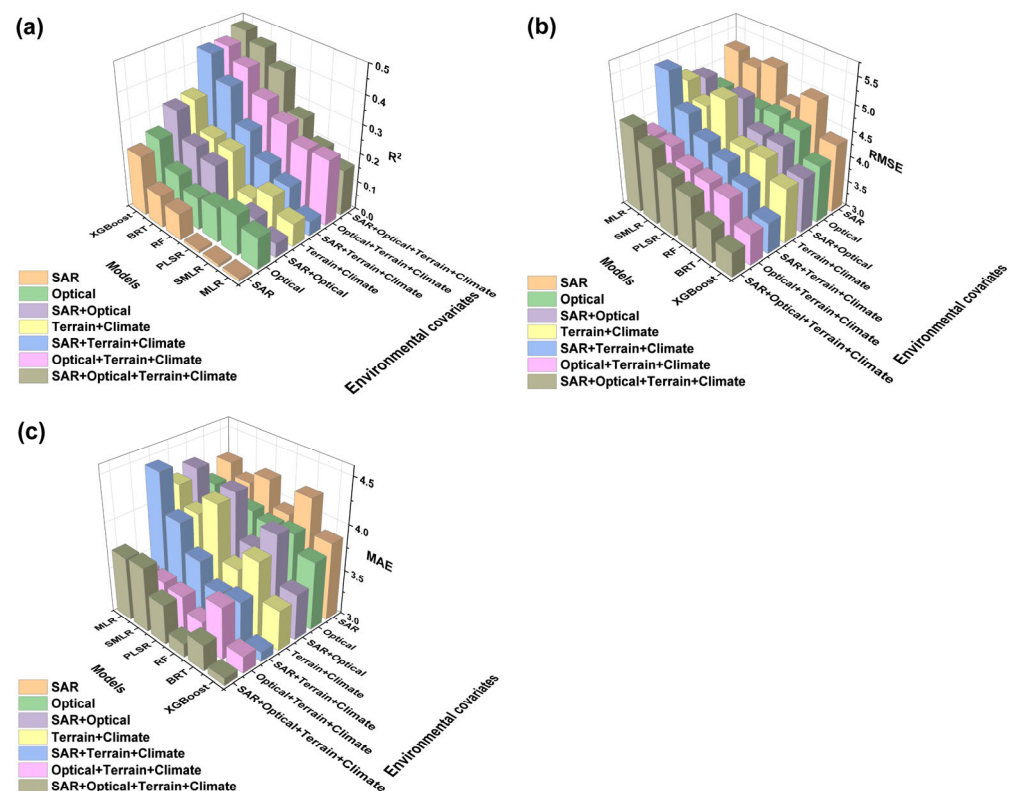 (a)
0.5
0.4
0.3
0.2
0.1
0.0
R²
XGBoost
BRT
RF
PLSR
SMLR
MLR
Models
SAR
Optical
SAR+Optical
Terrain+Climate
SAR+Terrain+Climate
Optical+Terrain+Climate
SAR+Optical+Terrain+Climate
Environmental covariates
SAR
Optical
SAR+Optical
Terrain+Climate
SAR+Terrain+Climate
Optical+Terrain+Climate
SAR+Optical+Terrain+Climate
(b)
5.5
5.0
4.5
4.0
3.5
3.0
RMSE
MLR
SMLR
PLSR
RF
BRT
XGBoost
Models
SAR
Optical
SAR+Optical
Terrain+Climate
SAR+Terrain+Climate
Optical+Terrain+Climate
SAR+Optical+Terrain+Climate
Environmental covariates
SAR
Optical
SAR+Optical
Terrain+Climate
SAR+Terrain+Climate
Optical+Terrain+Climate
SAR+Optical+Terrain+Climate
(c)
4.5
4.0
3.5
3.0
MAE
MLR
SMLR
PLSR
RF
BRT
XGBoost
Models
SAR
Optical
SAR+Optical
Terrain+Climate
SAR+Terrain+Climate
Optical+Terrain+Climate
SAR+Optical+Terrain+Climate
Environmental covariates
SAR
Optical
SAR+Optical
Terrain+Climate
SAR+Terrain+Climate
Optical+Terrain+Climate
SAR+Optical+Terrain+Climate